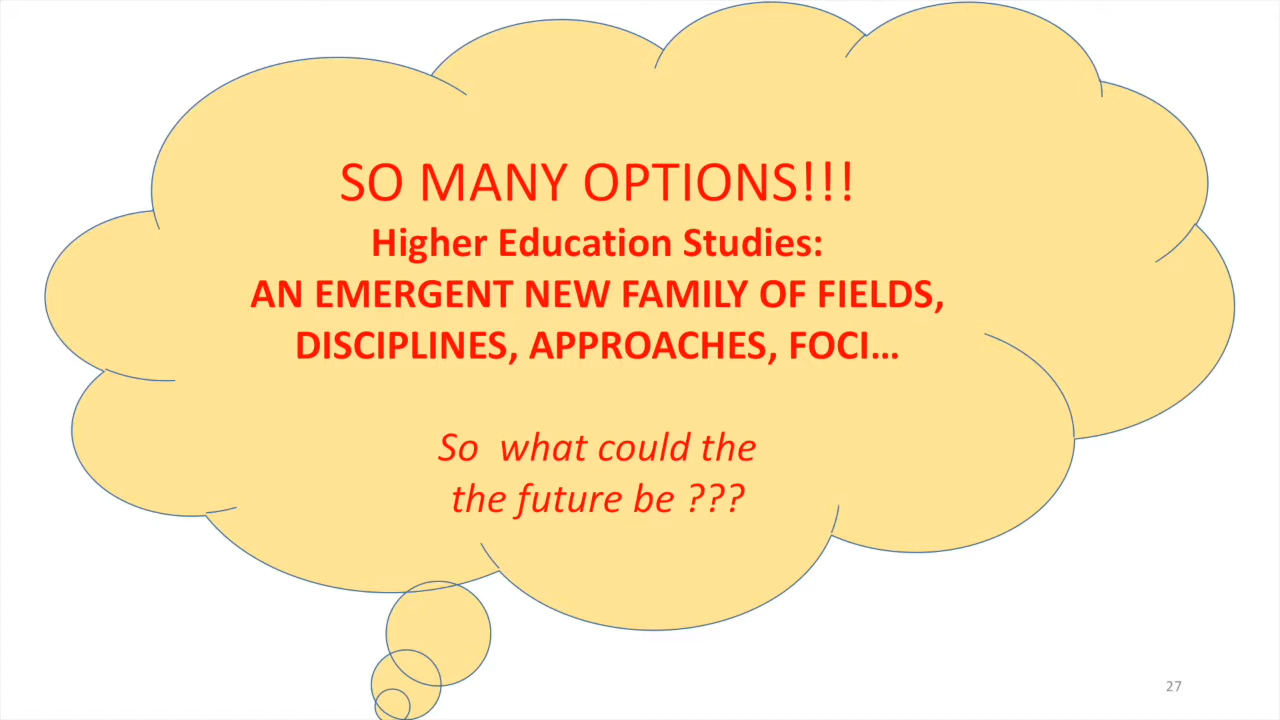 SO MANY OPTIONS!!!
Higher Education Studies:
AN EMERGENT NEW FAMILY OF FIELDS,
DISCIPLINES, APPROACHES, FOCI...
So what could the
the future be ???
27